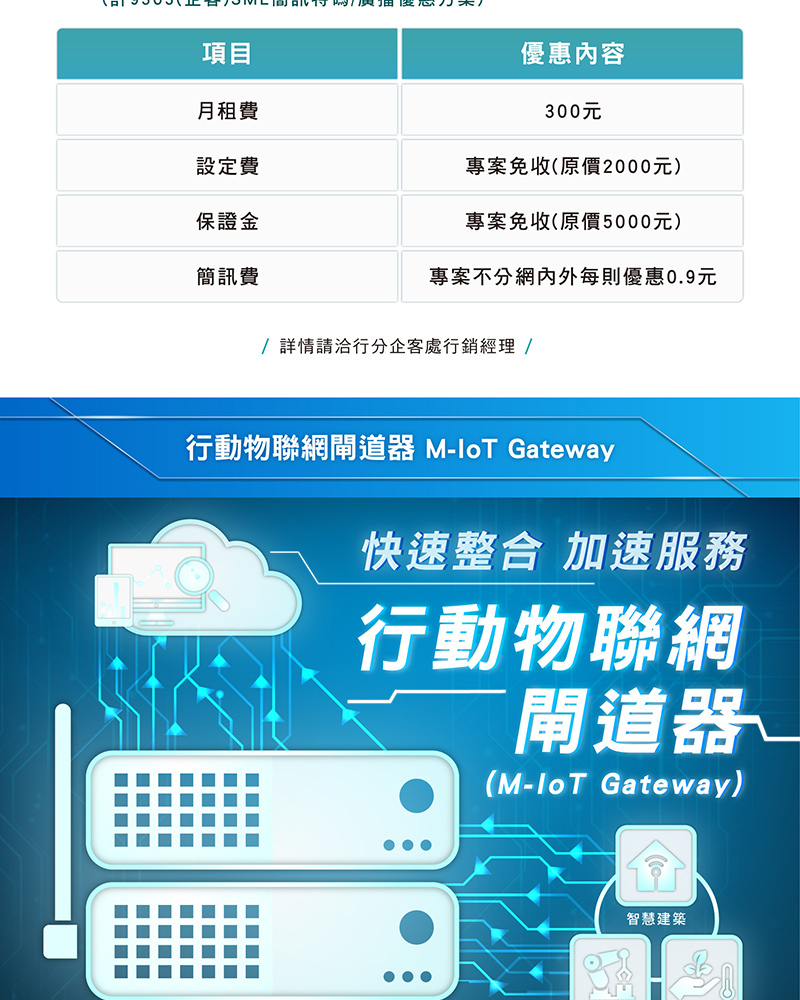 (計9303(企客)SME簡訊特碼/廣播優惠方案)
項目 優惠內容
月租費 300元
設定費 專案免收(原價2000元)
保證金 專案免收(原價5000元)
簡訊費 專案不分網內外每則優惠0.9元
/ 詳情請洽行分企客處行銷經理 /
行動物聯網閘道器 M-IoT Gateway
快速整合 加速服務
行動物聯網
閘道器
(M-IoT Gateway)
智慧建築